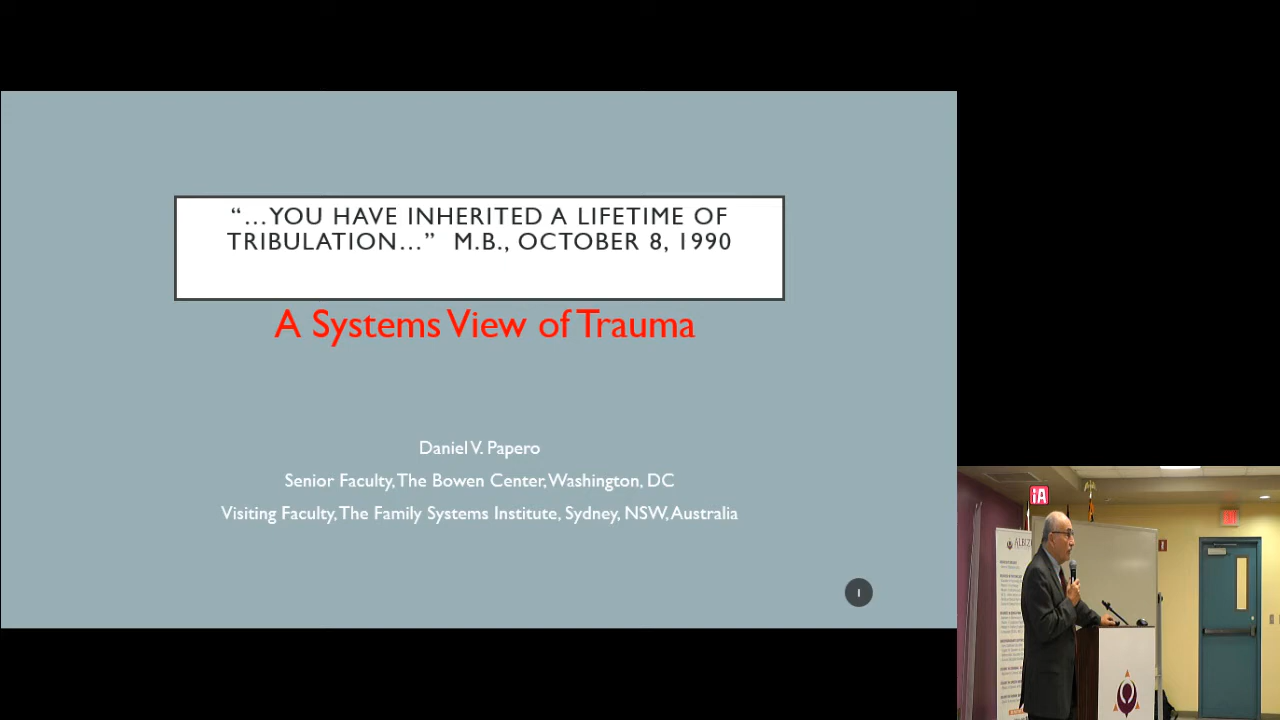 “…YOU HAVE INHERITED A LIFETIME OF
TRIBULATION…” M.B., OCTOBER 8, 1990
A Systems View of Trauma
Daniel V. Papero
Senior Faculty, The Bowen Center, Washington, DC
Visiting Faculty, The Family Systems Institute, Sydney, NSW, Australia
1
iA